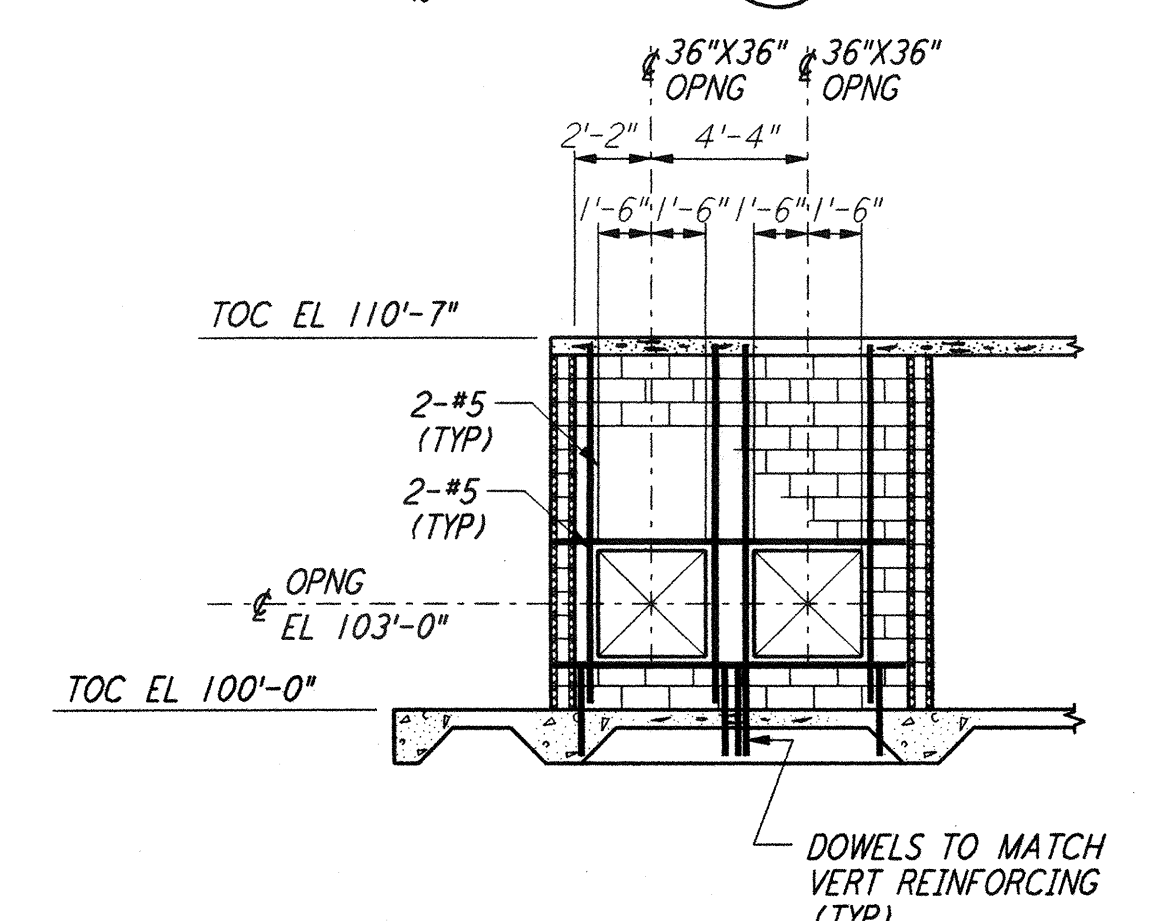 ℄ 36"X36" ℄ 36"X36"
OPNG OPNG
2'-2" 4'-4"
1'-6" 1'-6" 1'-6" 1'-6"
TOC EL 110'-7"
2-#5
(TYP)
2-#5
(TYP)
℄ OPNG
EL 103'-0"
TOC EL 100'-0"
DOWELS TO MATCH
VERT REINFORCING
(TYP)